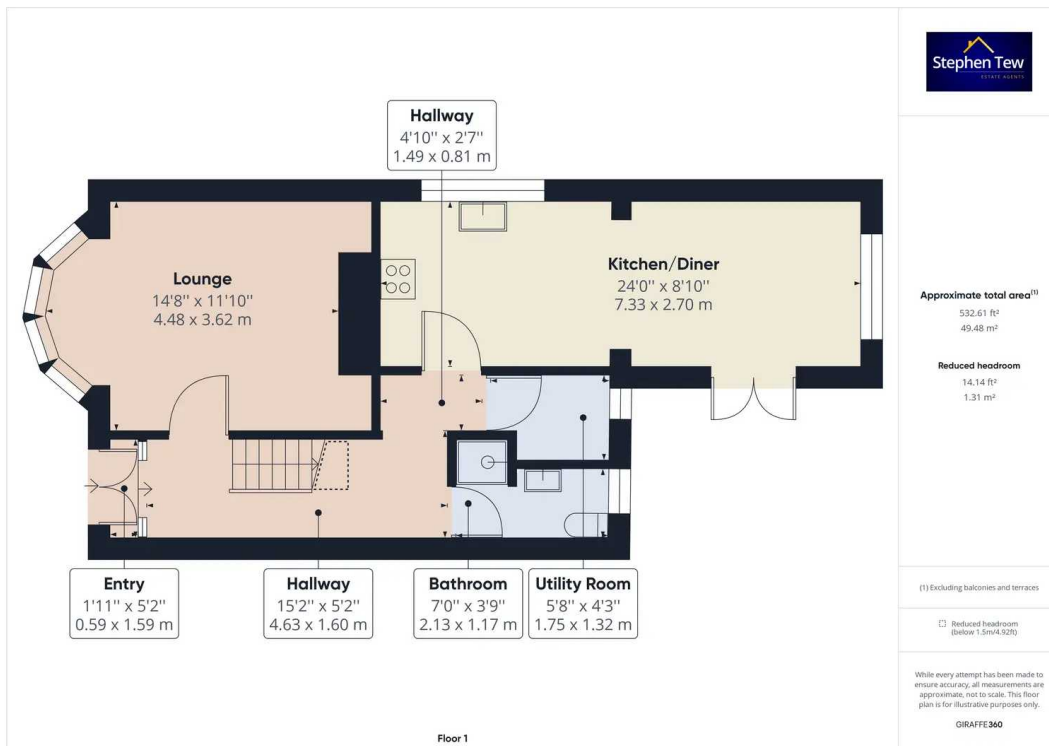 Hallway
4'10'' x 2'7''
1.49 x 0.81 m
Lounge
14'8'' x 11'10''
4.48 x 3.62 m
Kitchen/Diner
24'0'' x 8'10''
7.33 x 2.70 m
Entry
1'11'' x 5'2''
0.59 x 1.59 m
Hallway
15'2'' x 5'2''
4.63 x 1.60 m
Bathroom
7'0'' x 3'9''
2.13 x 1.17 m
Utility Room
5'8'' x 4'3''
1.75 x 1.32 m
Floor 1
Stephen Tew
ESTATE AGENTS
Approximate total area(1)
532.61 ft²
49.48 m²
Reduced headroom
14.14 ft²
1.31 m²
(1) Excluding balconies and terraces
Reduced headroom
(below 1.5m/4.92ft)
While every attempt has been made to
ensure accuracy, all measurements are
approximate, not to scale. This floor
plan is for illustrative purposes only.
GIRAFFE360